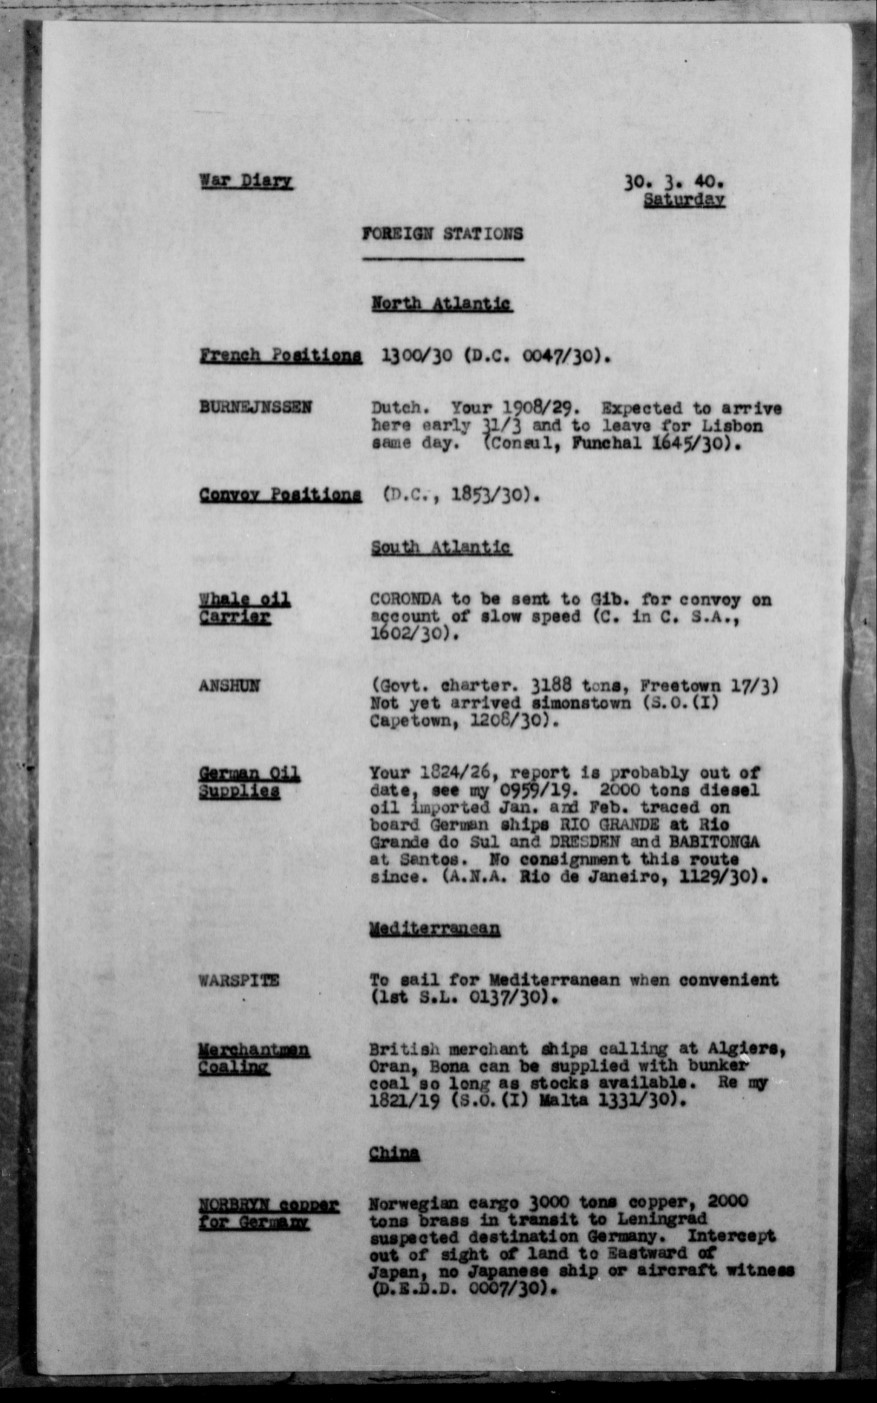 War Diary 30. 3. 40.
Saturday
FOREIGN STATIONS
North Atlantic
French Positions 1300/30 (D.C. 0047/30).
BURNEJNSSEN Dutch. Your 1908/29. Expected to arrive
here early 31/3 and to leave for Lisbon
same day. (Consul, Funchal 1645/30).
Convoy Positions (D.C., 1853/30).
South Atlantic
Whale oil CORONDA to be sent to Gib. for convoy on
Carrier account of slow speed (C. in C. S.A.,
1602/30).
ANSHUN (Govt. charter. 3188 tons, Freetown 17/3)
Not yet arrived simonstown (S.O.(I)
Capetown, 1208/30).
German Oil Your 1824/26, report is probably out of
Supplies date, see my 0959/19. 2000 tons diesel
oil imported Jan. and Feb. traced on
board German ships RIO GRANDE at Rio
Grande do Sul and DRESDEN and BABITONGA
at Santos. No consignment this route
since. (A.N.A. Rio de Janeiro, 1129/30).
Mediterranean
WARSPITE To sail for Mediterranean when convenient
(1st S.L. 0137/30).
Merchantmen British merchant ships calling at Algiers,
Coaling Oran, Bona can be supplied with bunker
coal so long as stocks available. Re my
1821/19 (S.O.(I) Malta 1331/30).
China
NORBRYN copper Norwegian cargo 3000 tons copper, 2000
for Germany tons brass in transit to Leningrad
suspected destination Germany. Intercept
out of sight of land to Eastward of
Japan, no Japanese ship or aircraft witness
(D.E.D.D. 0007/30).